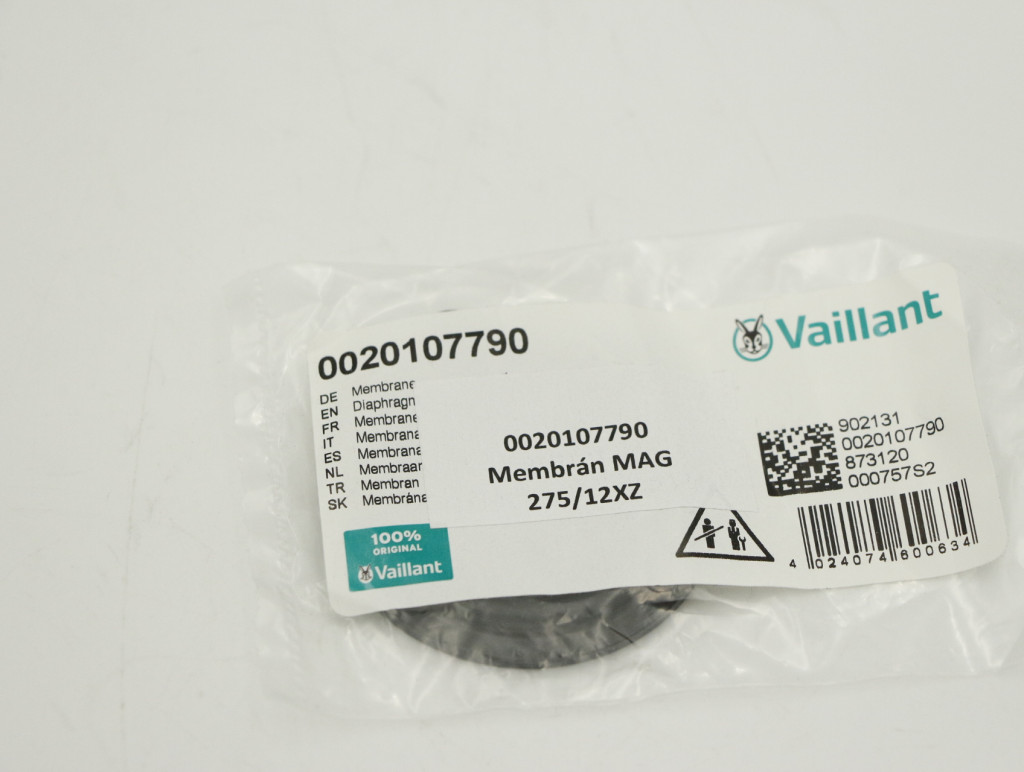 0020107790
Vaillant
DE Membrane
EN Diaphragn
FR Membrane
IT Membrana
ES Membrana
NL Membraar
TR Membran
SK Membrána
0020107790
Membrán MAG
275/12XZ
902131
0020107790
873120
000757S2
100%
ORIGINAL
Vaillant
4 024074 600634